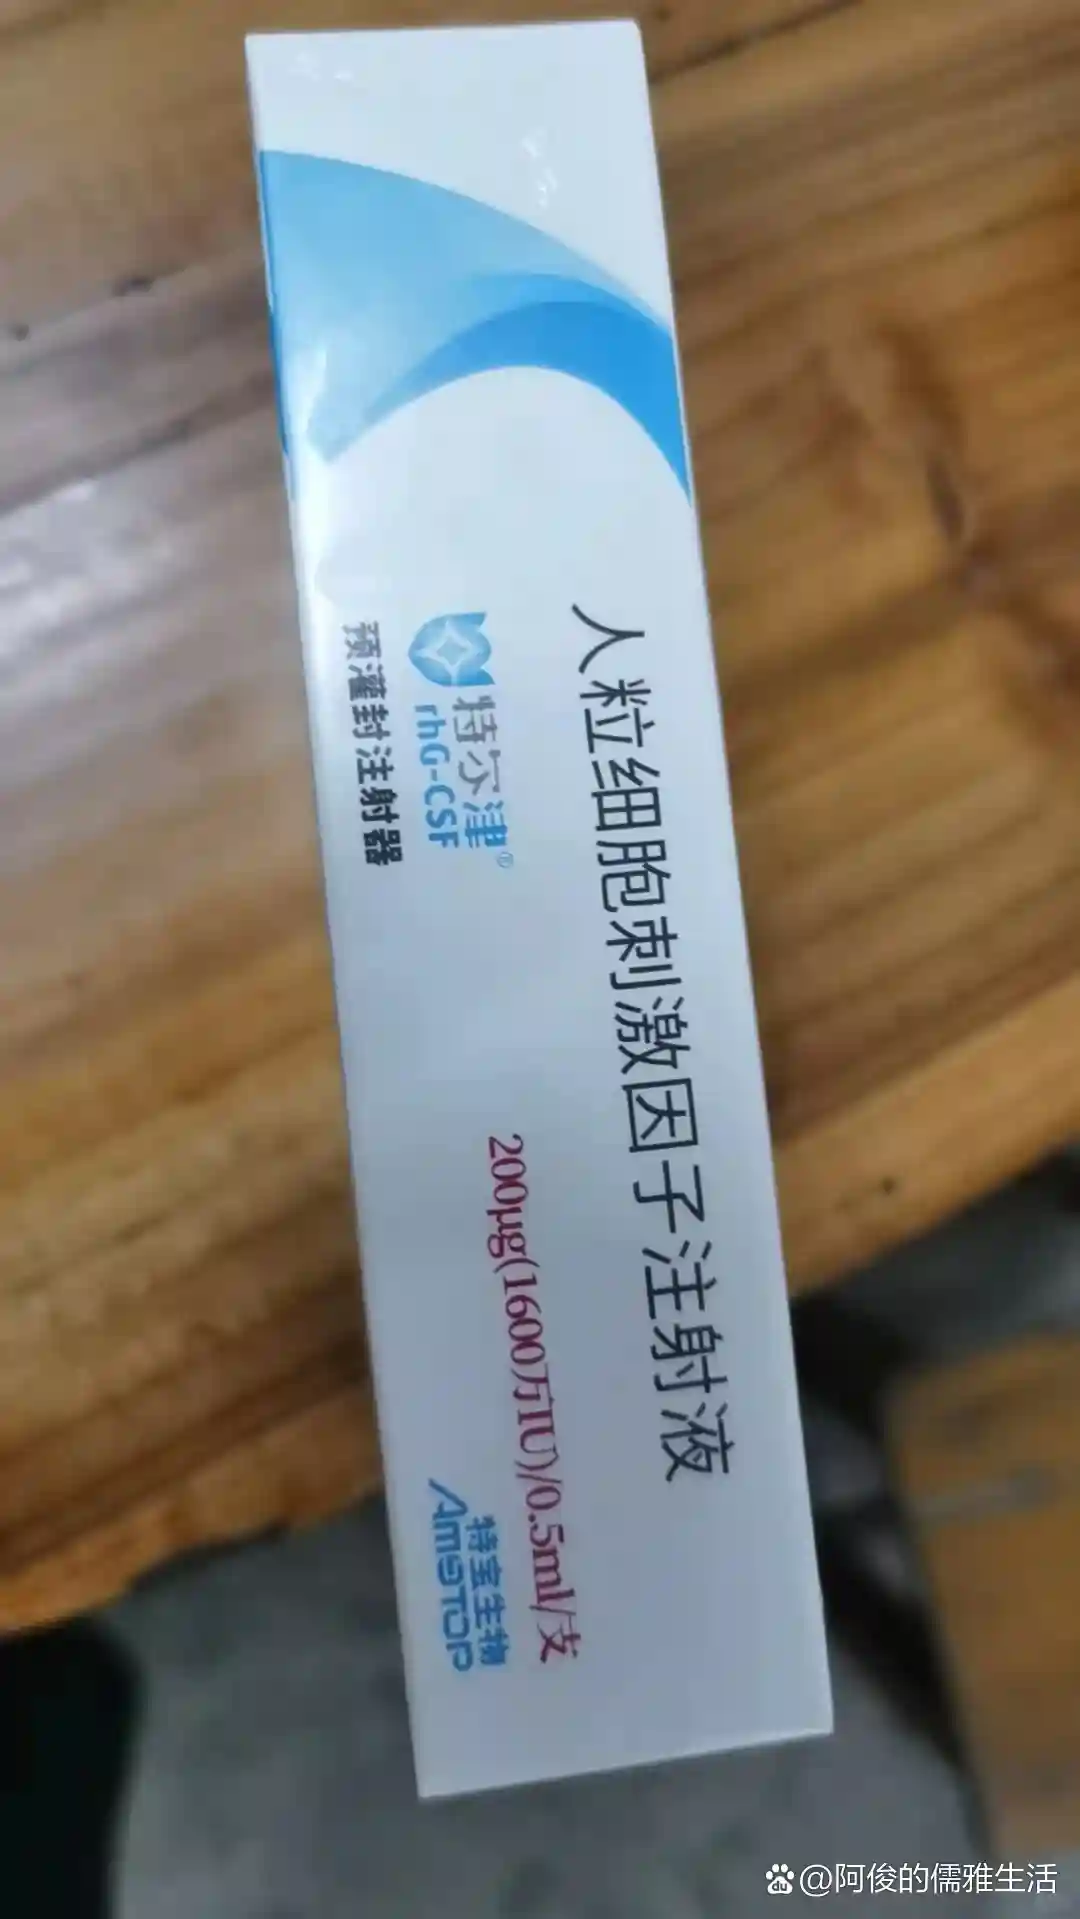 人粒细胞刺激因子注射液
特尔津®
rhG-CSF
预灌封注射器
200μg(1600万IU)/0.5ml/支
特宝生物
AmoTOP
@阿俊的儒雅生活